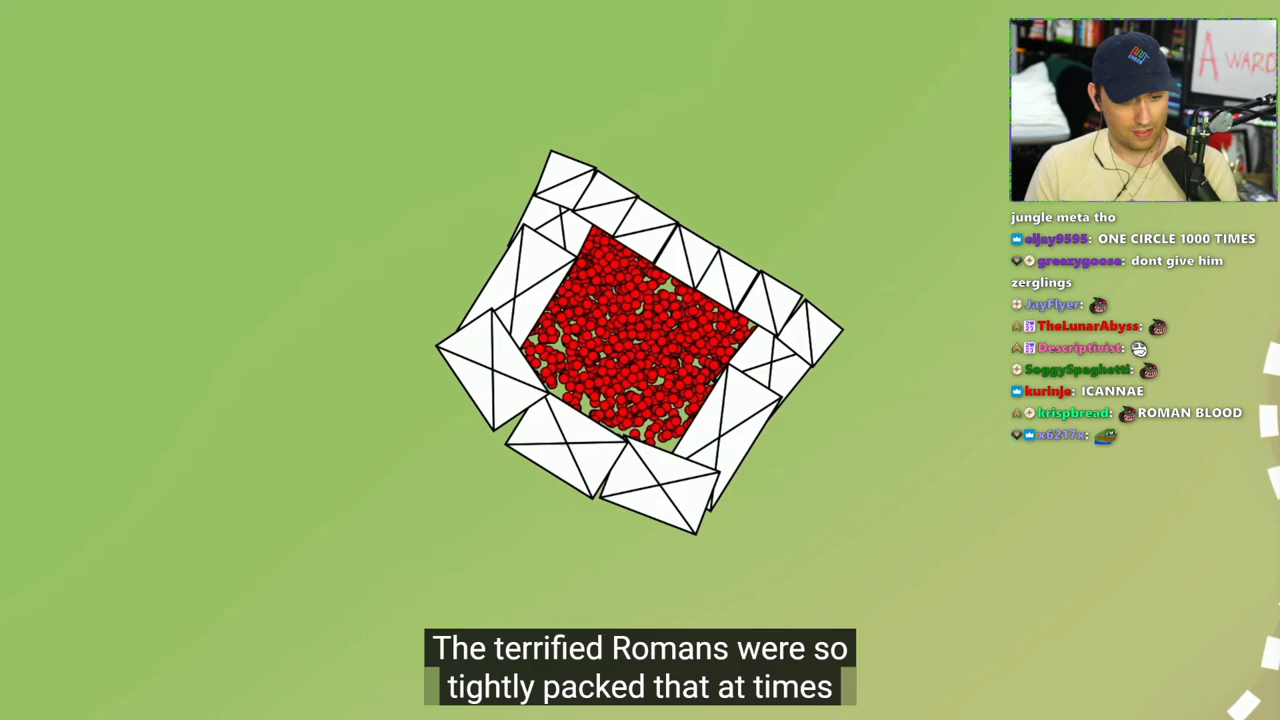 AWARD
jungle meta tho
eljay9595: ONE CIRCLE 1000 TIMES
greezygoose: dont give him
zerglings
JayFlyer:
TheLunarAbyss:
Descriptivist:
SoggySpaghetti:
kurinje: ICANNAE
krispbread: ROMAN BLOOD
x6217x:
The terrified Romans were so
tightly packed that at times